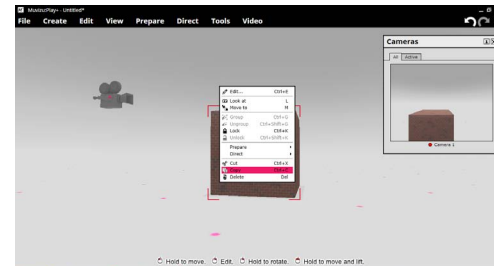 MuvizuPlay+ - Untitled*
File Create Edit View Prepare Direct Tools Video
Cameras
All Active
Camera 1
Edit... Ctrl+E
Look at L
Move to M
Group Ctrl+G
Ungroup Ctrl+Shift+G
Lock Ctrl+K
Unlock Ctrl+Shift+K
Prepare
Direct
Cut Ctrl+X
Copy Ctrl+C
Delete Del
Hold to move. Edit. Hold to rotate. Hold to move and lift.